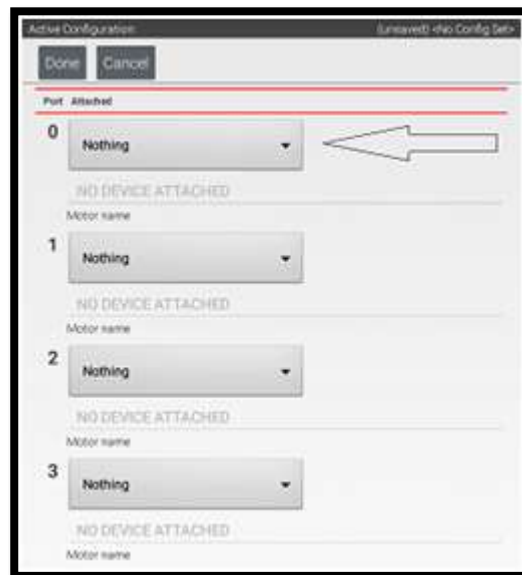 Active Configuration: (unsaved) <No Config Set>
Done Cancel
Port Attached
0 Nothing
NO DEVICE ATTACHED
Motor name
1 Nothing
NO DEVICE ATTACHED
Motor name
2 Nothing
NO DEVICE ATTACHED
Motor name
3 Nothing
NO DEVICE ATTACHED
Motor name